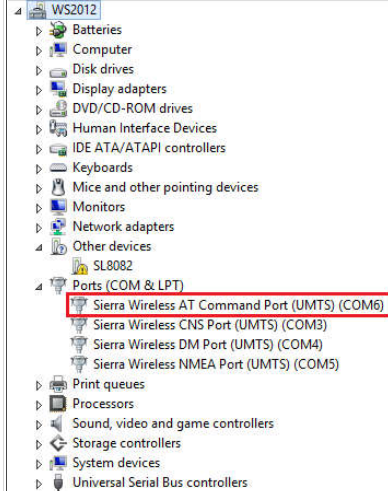 WS2012
Batteries
Computer
Disk drives
Display adapters
DVD/CD-ROM drives
Human Interface Devices
IDE ATA/ATAPI controllers
Keyboards
Mice and other pointing devices
Monitors
Network adapters
Other devices
SL8082
Ports (COM & LPT)
Sierra Wireless AT Command Port (UMTS) (COM6)
Sierra Wireless CNS Port (UMTS) (COM3)
Sierra Wireless DM Port (UMTS) (COM4)
Sierra Wireless NMEA Port (UMTS) (COM5)
Print queues
Processors
Sound, video and game controllers
Storage controllers
System devices
Universal Serial Bus controllers